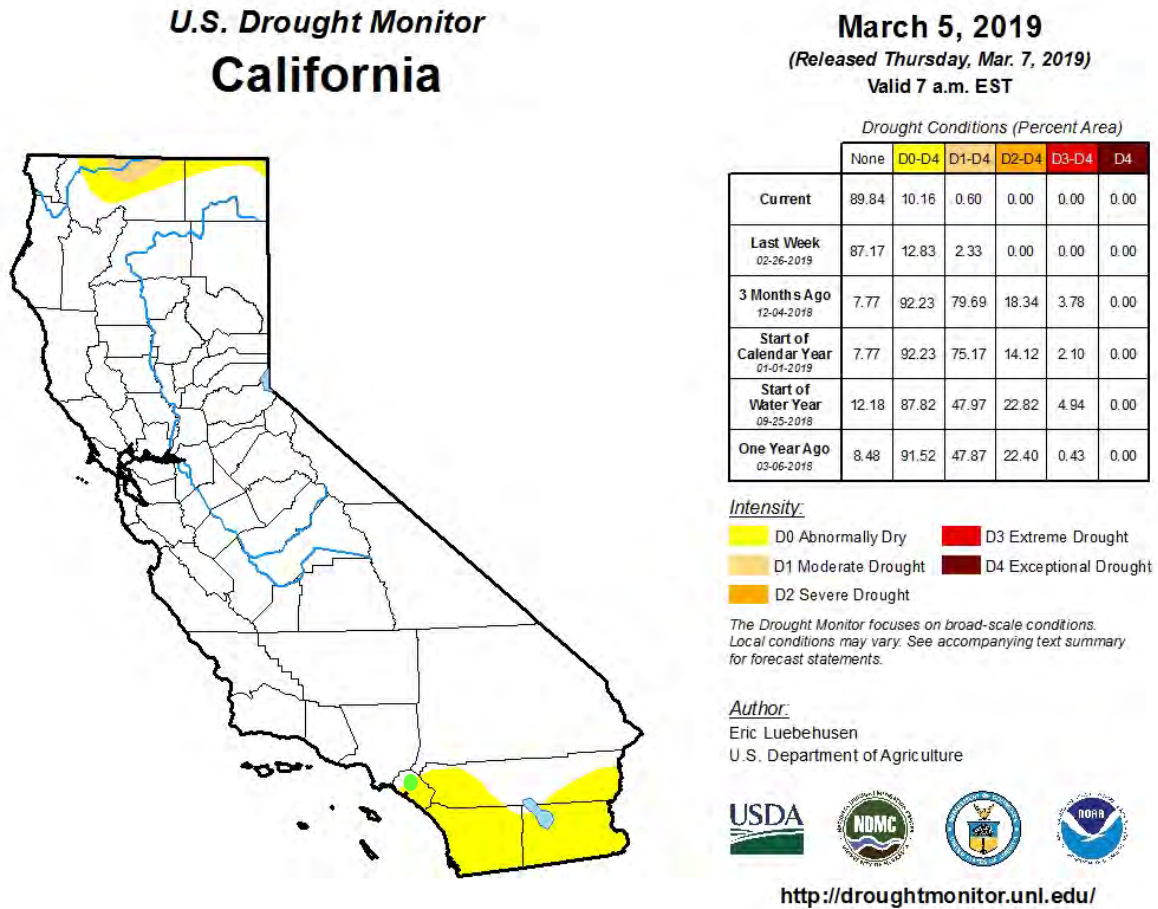 U.S. Drought Monitor
California
March 5, 2019
(Released Thursday, Mar. 7, 2019)
Valid 7 a.m. EST
Drought Conditions (Percent Area)
None D0-D4 D1-D4 D2-D4 D3-D4 D4
Current 89.84 10.16 0.60 0.00 0.00 0.00
Last Week
02-26-2019 87.17 12.83 2.33 0.00 0.00 0.00
3 Months Ago
12-04-2018 7.77 92.23 79.69 18.34 3.78 0.00
Start of
Calendar Year
01-01-2019 7.77 92.23 75.17 14.12 2.10 0.00
Start of
Water Year
09-25-2018 12.18 87.82 47.97 22.82 4.94 0.00
One Year Ago
03-06-2018 8.48 91.52 47.87 22.40 0.43 0.00
Intensity:
D0 Abnormally Dry
D1 Moderate Drought
D2 Severe Drought
D3 Extreme Drought
D4 Exceptional Drought
The Drought Monitor focuses on broad-scale conditions.
Local conditions may vary. See accompanying text summary
for forecast statements.
Author:
Eric Luebehusen
U.S. Department of Agriculture
USDA
NDMC
NOAA
http://droughtmonitor.unl.edu/